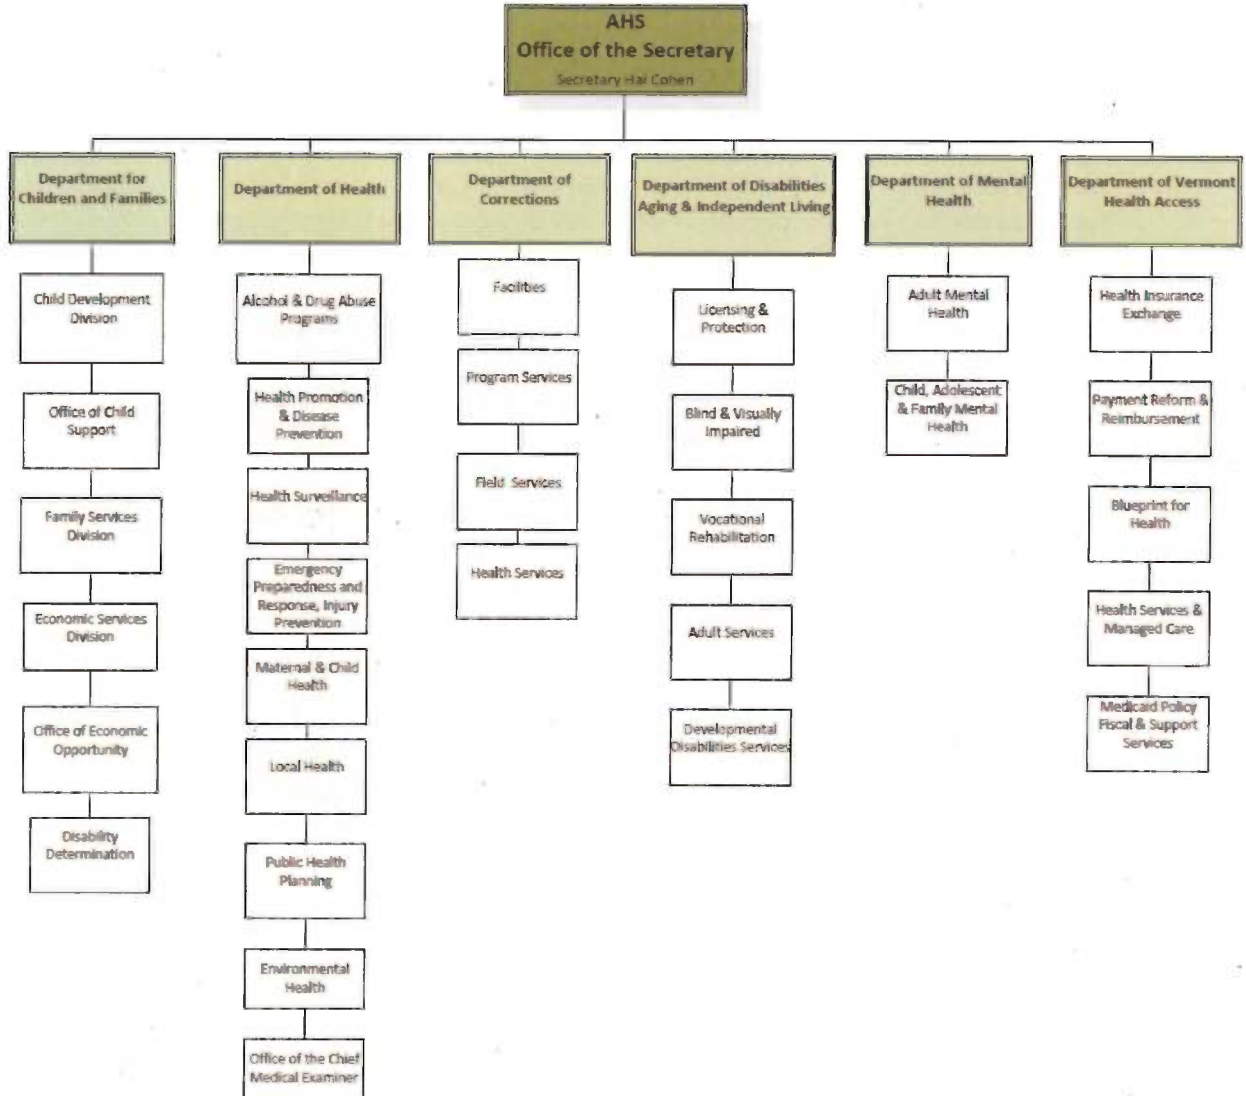 AHS
Office of the Secretary
Secretary Hal Cohen
Department for
Children and Families
Child Development
Division
Office of Child
Support
Family Services
Division
Economic Services
Division
Office of Economic
Opportunity
Disability
Determination
Department of Health
Alcohol & Drug Abuse
Programs
Health Promotion
& Disease
Prevention
Health Surveillance
Emergency
Preparedness and
Response, Injury
Prevention
Maternal & Child
Health
Local Health
Public Health
Planning
Environmental
Health
Office of the Chief
Medical Examiner
Department of
Corrections
Facilities
Program Services
Field Services
Health Services
Department of Disabilities
Aging & Independent Living
Licensing &
Protection
Blind & Visually
Impaired
Vocational
Rehabilitation
Adult Services
Developmental
Disabilities Services
Department of Mental
Health
Adult Mental
Health
Child, Adolescent
& Family Mental
Health
Department of Vermont
Health Access
Health Insurance
Exchange
Payment Reform &
Reimbursement
Blueprint for
Health
Health Services &
Managed Care
Medicaid Policy
Fiscal & Support
Services